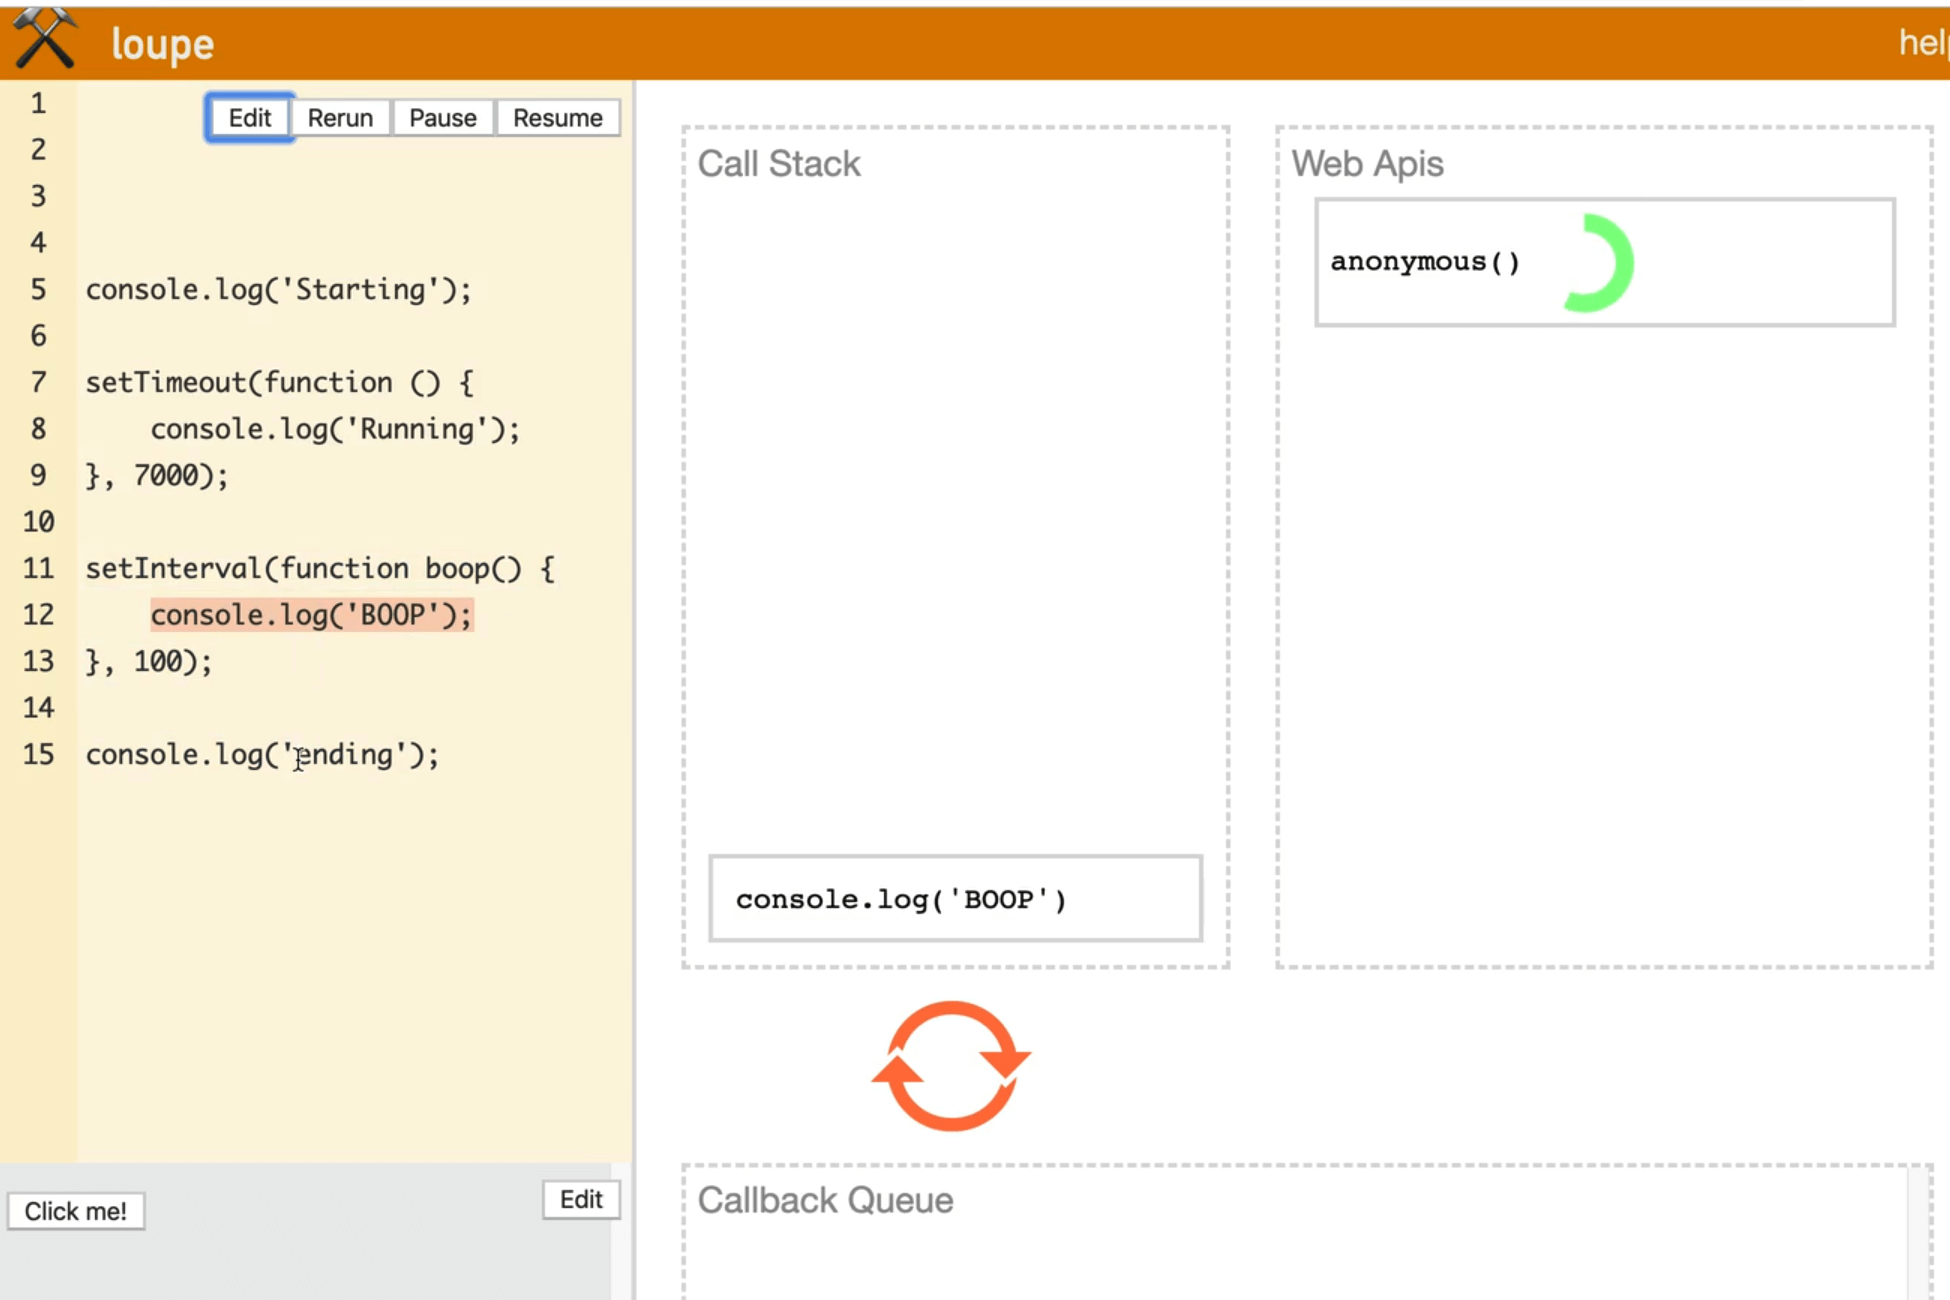 loupe
hel
Edit Rerun Pause Resume
1
2
3
4
5 console.log('Starting');
6
7 setTimeout(function () {
8 console.log('Running');
9 }, 7000);
10
11 setInterval(function boop() {
12 console.log('BOOP');
13 }, 100);
14
15 console.log('ending');
Click me!
Edit
Call Stack
console.log('BOOP')
Web Apis
anonymous()
Callback Queue